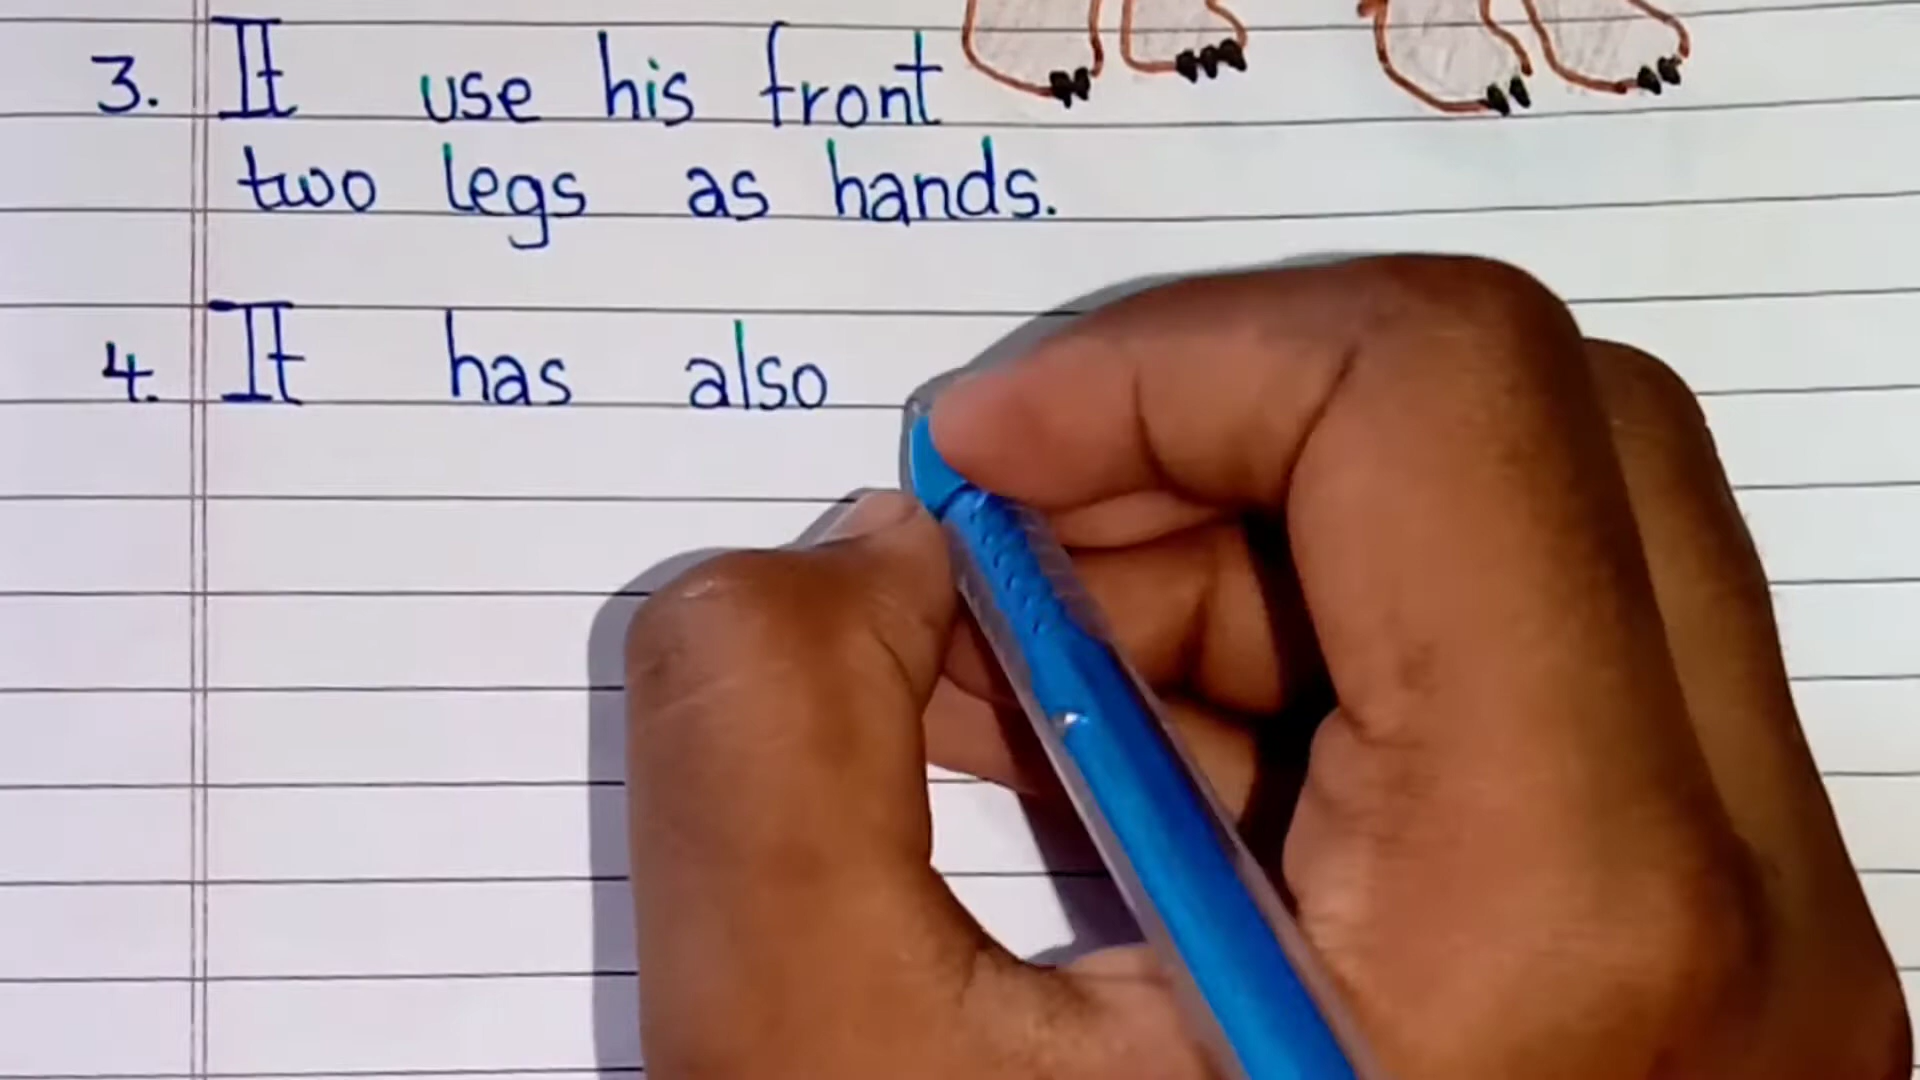 3. It use his front
two legs as hands.
4. It has also